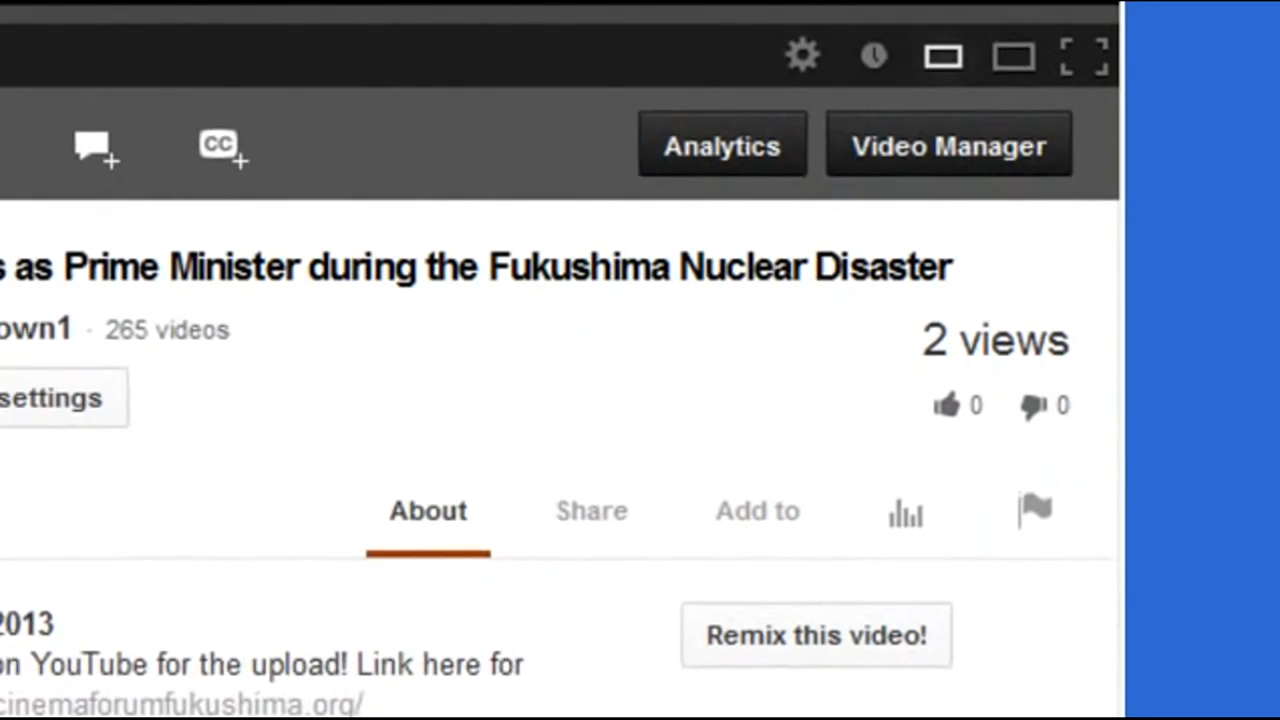 CC
Analytics Video Manager
s as Prime Minister during the Fukushima Nuclear Disaster
own1 · 265 videos
2 views
settings
0 0
About Share Add to
2013
Remix this video!
on YouTube for the upload! Link here for
cinemaforumfukushima.org/